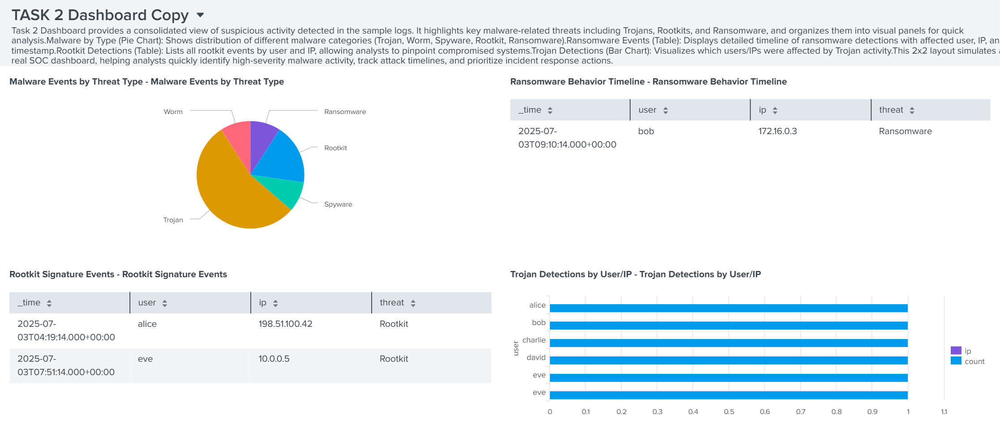 TASK 2 Dashboard Copy
Task 2 Dashboard provides a consolidated view of suspicious activity detected in the sample logs. It highlights key malware-related threats including Trojans, Rootkits, and Ransomware, and organizes them into visual panels for quick
analysis.Malware by Type (Pie Chart): Shows distribution of different malware categories (Trojan, Worm, Spyware, Rootkit, Ransomware).Ransomware Events (Table): Displays detailed timeline of ransomware detections with affected user, IP, an
timestamp.Rootkit Detections (Table): Lists all rootkit events by user and IP, allowing analysts to pinpoint compromised systems.Trojan Detections (Bar Chart): Visualizes which users/IPs were affected by Trojan activity.This 2x2 layout simulates a
real SOC dashboard, helping analysts quickly identify high-severity malware activity, track attack timelines, and prioritize incident response actions.
Malware Events by Threat Type - Malware Events by Threat Type
Worm
Ransomware
Rootkit
Spyware
Trojan
Ransomware Behavior Timeline - Ransomware Behavior Timeline
_time user ip threat
2025-07- bob 172.16.0.3 Ransomware
03T09:10:14.000+00:00
Rootkit Signature Events - Rootkit Signature Events
_time user ip threat
2025-07- alice 198.51.100.42 Rootkit
03T04:19:14.000+00:00
2025-07- eve 10.0.0.5 Rootkit
03T07:51:14.000+00:00
Trojan Detections by User/IP - Trojan Detections by User/IP
user
alice
bob
charlie
david
eve
eve
0 0.1 0.2 0.3 0.4 0.5 0.6 0.7 0.8 0.9 1 1.1
ip
count